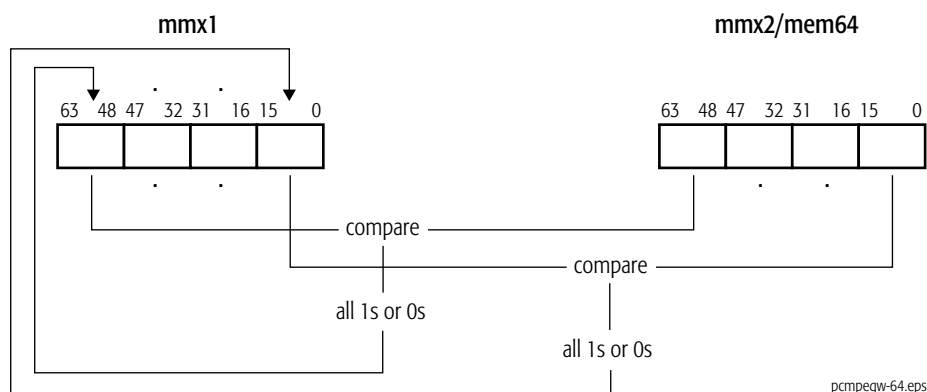 mmx1 mmx2/mem64
. .
63 48 47 32 31 16 15 0 63 48 47 32 31 16 15 0
. . . .
compare
compare
all 1s or 0s
all 1s or 0s
pcmpeqw-64.eps